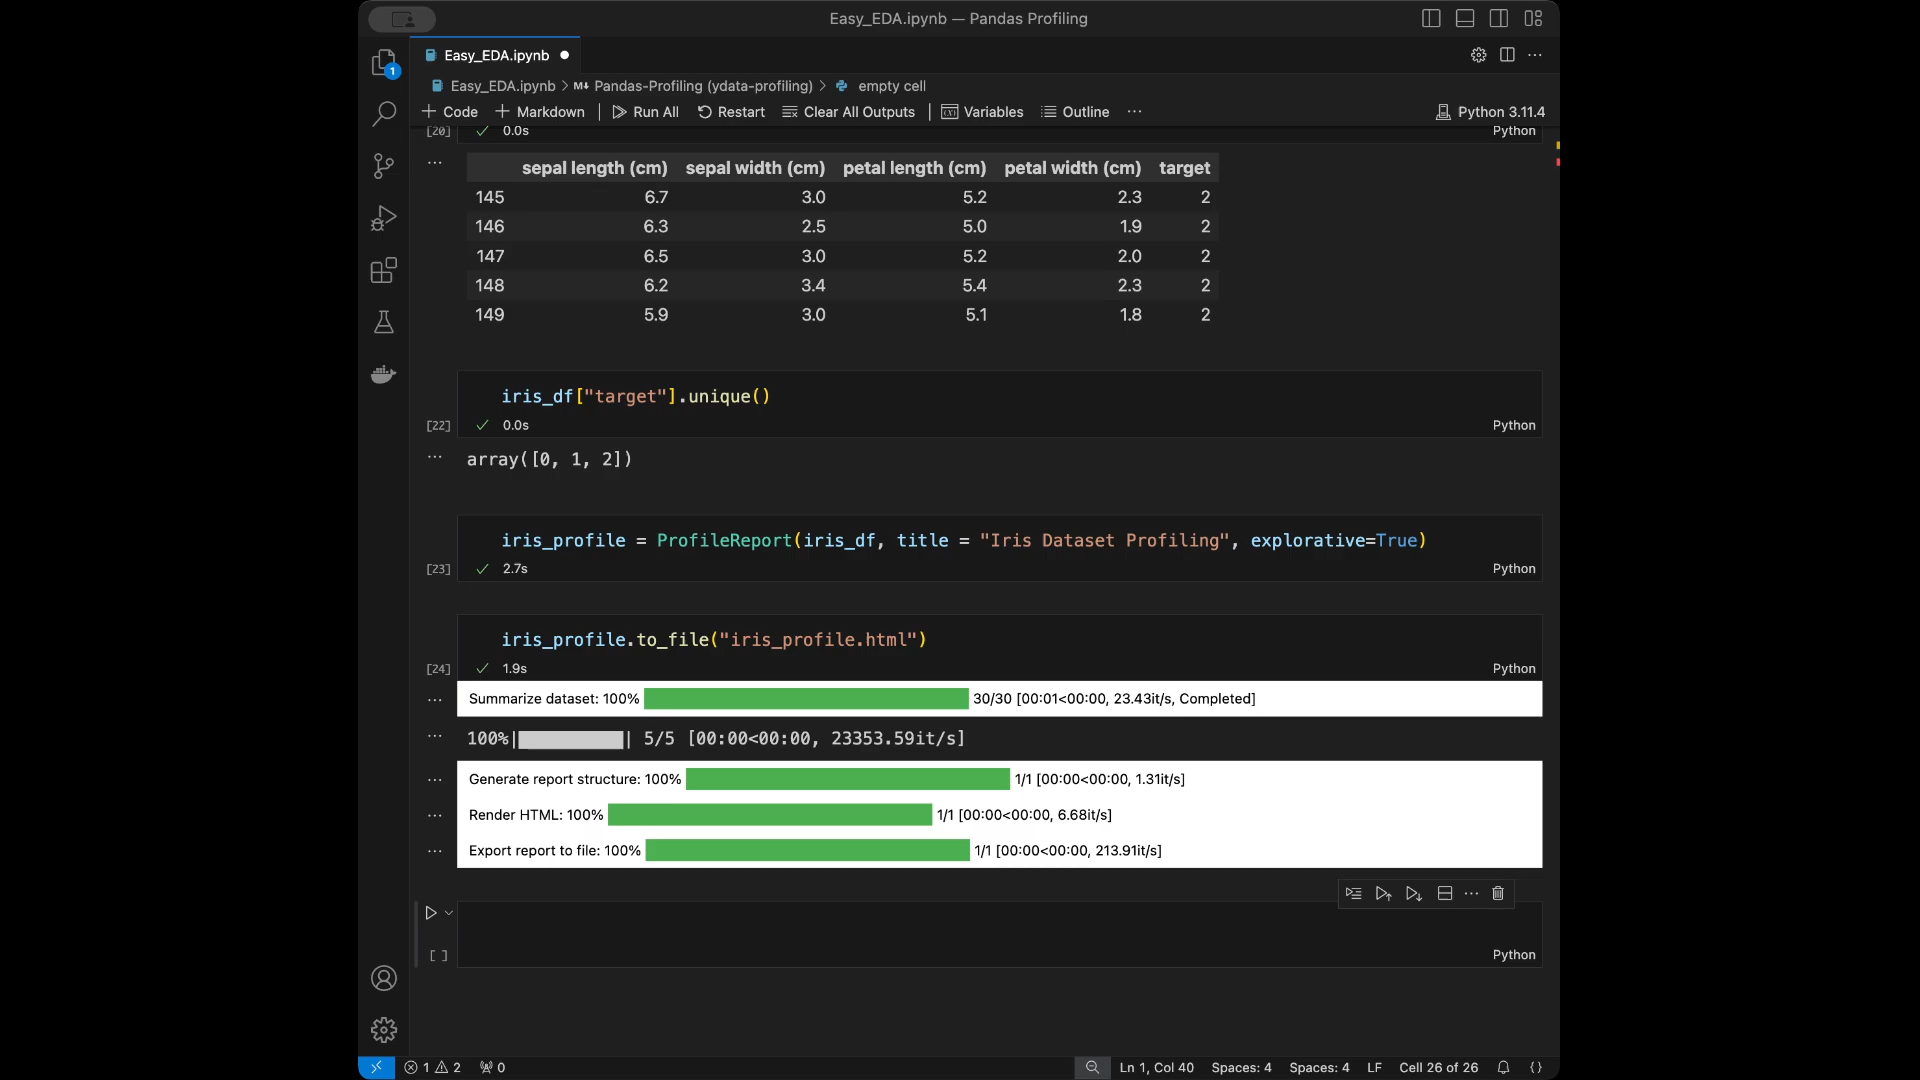 Easy_EDA.ipynb — Pandas Profiling
Easy_EDA.ipynb
1
Easy_EDA.ipynb > M↓ Pandas-Profiling (ydata-profiling) > empty cell
+ Code + Markdown | Run All Restart Clear All Outputs | Variables Outline ··· Python 3.11.4
[20] ✓ 0.0s Python
sepal length (cm) sepal width (cm) petal length (cm) petal width (cm) target
145 6.7 3.0 5.2 2.3 2
146 6.3 2.5 5.0 1.9 2
147 6.5 3.0 5.2 2.0 2
148 6.2 3.4 5.4 2.3 2
149 5.9 3.0 5.1 1.8 2
iris_df["target"].unique()
[22] ✓ 0.0s Python
array([0, 1, 2])
iris_profile = ProfileReport(iris_df, title = "Iris Dataset Profiling", explorative=True)
[23] ✓ 2.7s Python
iris_profile.to_file("iris_profile.html")
[24] ✓ 1.9s Python
Summarize dataset: 100% 30/30 [00:01<00:00, 23.43it/s, Completed]
100%|██████████| 5/5 [00:00<00:00, 23353.59it/s]
Generate report structure: 100% 1/1 [00:00<00:00, 1.31it/s]
Render HTML: 100% 1/1 [00:00<00:00, 6.68it/s]
Export report to file: 100% 1/1 [00:00<00:00, 213.91it/s]
[ ] Python
1 2 0 Ln 1, Col 40 Spaces: 4 Spaces: 4 LF Cell 26 of 26